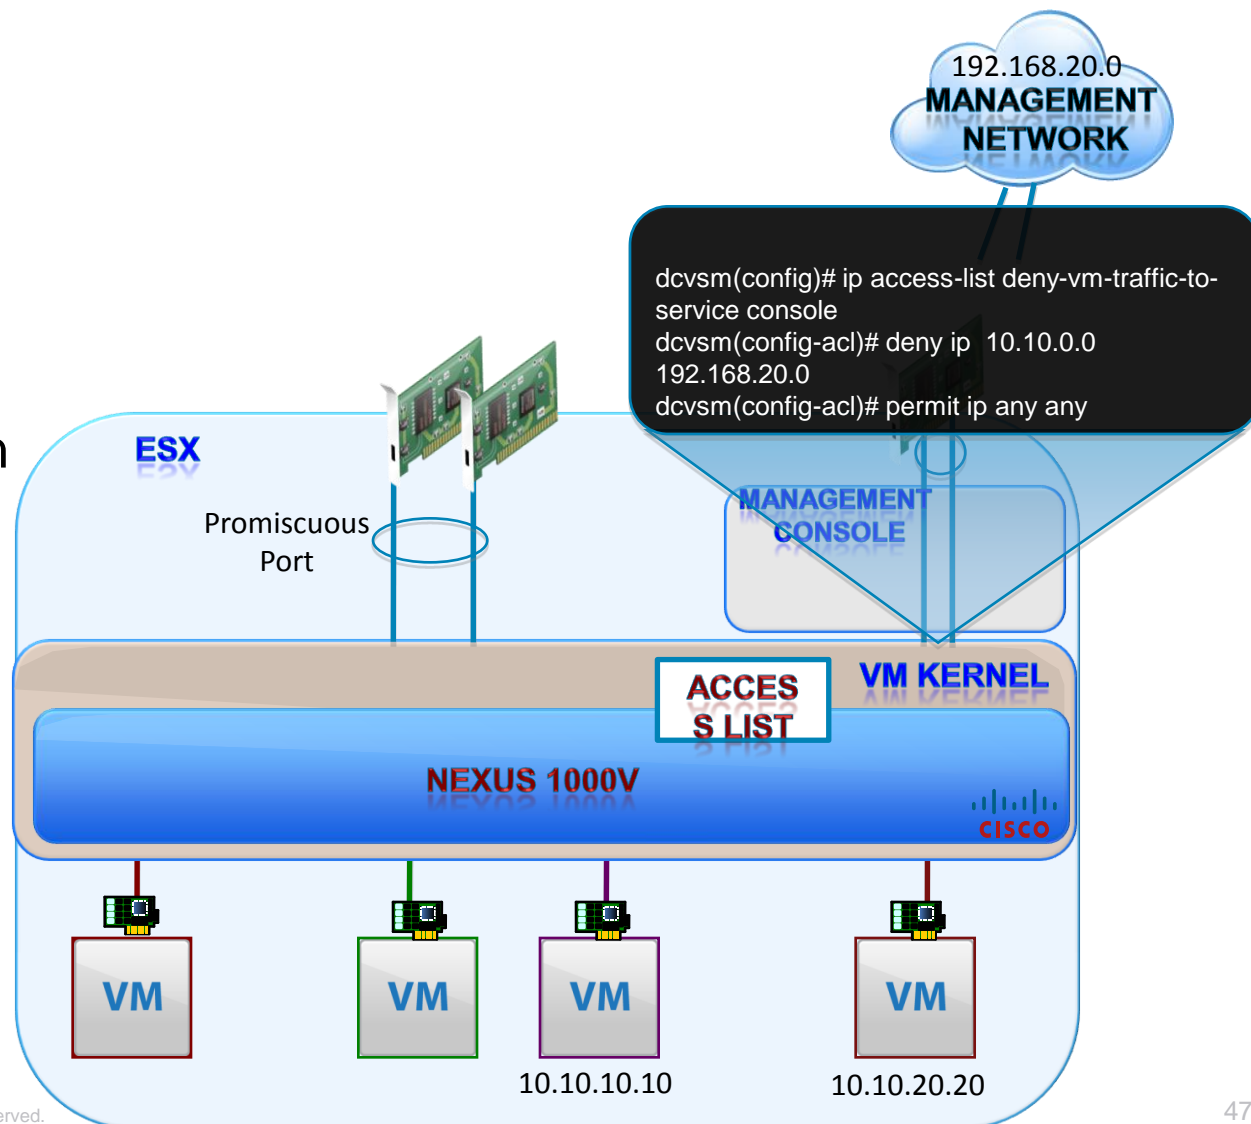 192.168.20.0
MANAGEMENT
NETWORK
dcvsm(config)# ip access-list deny-vm-traffic-to-
service console
dcvsm(config-acl)# deny ip  10.10.0.0
192.168.20.0
dcvsm(config-acl)# permit ip any any
ESX
Promiscuous
Port
MANAGEMENT
CONSOLE
VM KERNEL
ACCES
S LIST
NEXUS 1000V
CISCO
VM
VM
VM
VM
10.10.10.10
10.10.20.20
erved.
47